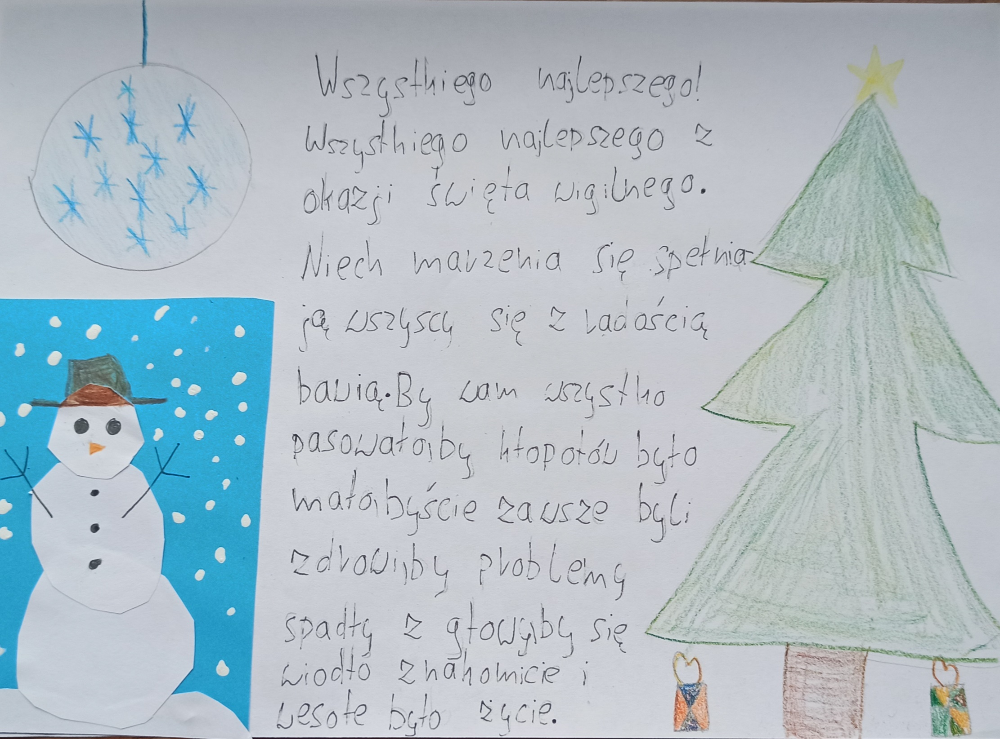 Wszystkiego najlepszego!
Wszystkiego najlepszego z
okazji święta wigilnego.
Niech marzenia się spełnia-
ją wszyscy się z radością
bawią. By wam wszystko
pasowało, by kłopotów było
mało, byście zawsze byli
zdrowi, by problemy
spadły z głowy, by się
wiodło znakomicie i
wesołe było życie.